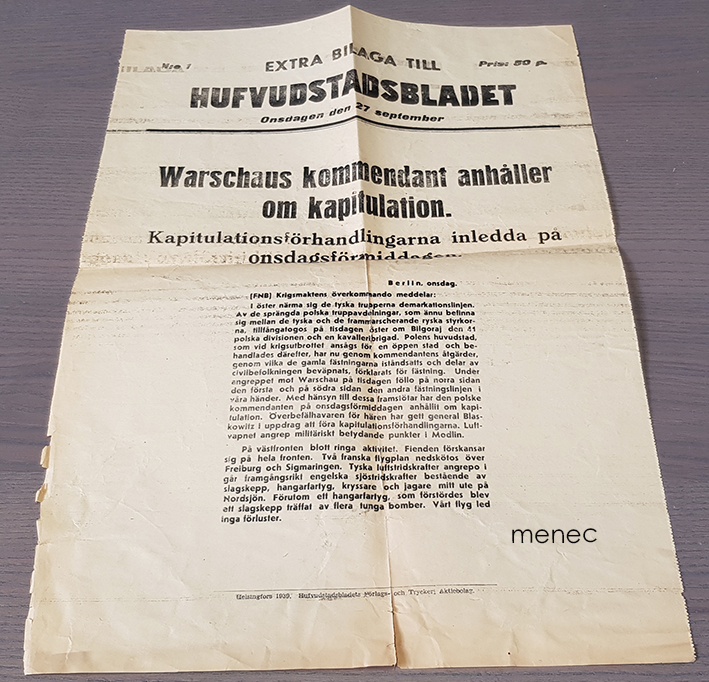 N:o 1
EXTRA BILAGA TILL
Pris: 50 p.
HUFVUDSTADSBLADET
Onsdagen den 27 september
Warschaus kommendant anhåller
om kapitulation.
Kapitulationsförhandlingarna inledda på
onsdagsförmiddagen.
Berlin, onsdag.
(FNB) Krigsmaktens överkommando meddelar:
I öster närma sig de tyska trupperna demarkationslinjen.
Av de sprängda polska truppavdelningar, som ännu befinna
sig mellan de tyska och de frammarscherande ryska styrkor-
na, tillfångatogos på tisdagen öster om Bilgoraj den 41
polska divisionen och en kavalleribrigad. Polens huvudstad,
som vid krigsutbrottet ansågs för en öppen stad och be-
handlades därefter, har nu genom kommendantens åtgärder,
genom vilka de gamla fästningarna iståndsatts och delar av
civilbefolkningen beväpnats, förklarats för fästning. Under
angreppet mot Warschau på tisdagen föllo på norra sidan
den första och på södra sidan den andra fästningslinjen i
våra händer. Med hänsyn till dessa framstötar har den polske
kommendanten på onsdagsförmiddagen anhållit om kapi-
tulation. Överbefälhavaren för hären har gett general Blas-
kowitz i uppdrag att föra kapitulationsförhandlingarna. Luft-
vapnet angrep militäriskt betydande punkter i Modlin.
På västfronten blott ringa aktivitet. Fienden förskansar
sig på hela fronten. Två franska flygplan nedskötos över
Freiburg och Sigmaringen. Tyska luftstridskrafter angrepo i
går framgångsrikt engelska sjöstridskrafter bestående av
slagskepp, hangarfartyg, kryssare och jagare mitt ute på
Nordsjön. Förutom ett hangarfartyg, som förstördes blev
ett slagskepp träffat av flera tunga bomber. Vårt flyg led
inga förluster.
menec
Helsingfors 1939. Hufvudstadsbladets Förlags- och Tryckeri Aktiebolag.